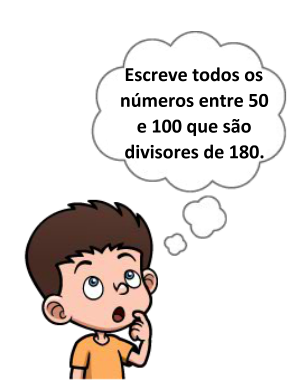 Escreve todos os
números entre 50
e 100 que são
divisores de 180.